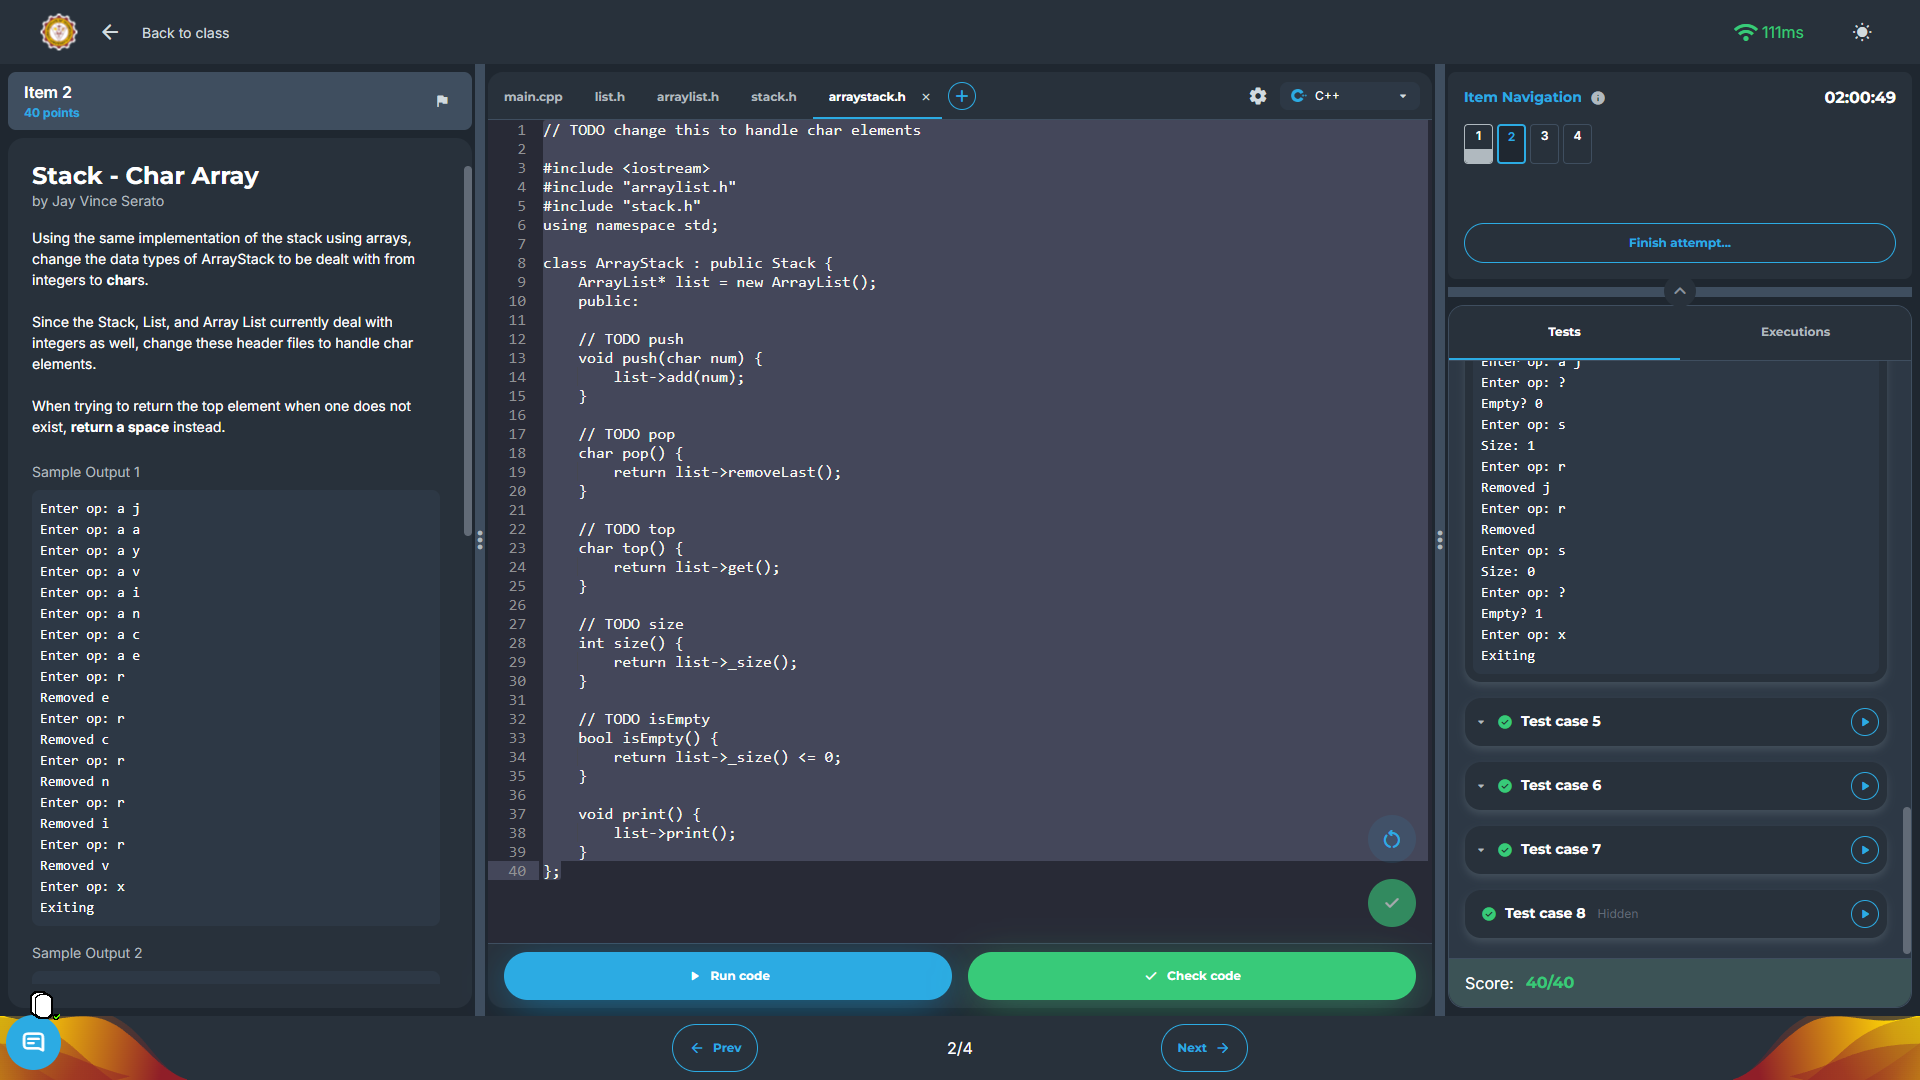 Back to class
111ms
Item 2
40 points
Stack - Char Array
by Jay Vince Serato
Using the same implementation of the stack using arrays,
change the data types of ArrayStack to be dealt with from
integers to chars.
Since the Stack, List, and Array List currently deal with
integers as well, change these header files to handle char
elements.
When trying to return the top element when one does not
exist, return a space instead.
Sample Output 1
Enter op: a j
Enter op: a a
Enter op: a y
Enter op: a v
Enter op: a i
Enter op: a n
Enter op: a c
Enter op: a e
Enter op: r
Removed e
Enter op: r
Removed c
Enter op: r
Removed n
Enter op: r
Removed i
Enter op: r
Removed v
Enter op: x
Exiting
Sample Output 2
main.cpp list.h arraylist.h stack.h arraystack.h × +
C++
1 // TODO change this to handle char elements
2
3 #include <iostream>
4 #include "arraylist.h"
5 #include "stack.h"
6 using namespace std;
7
8 class ArrayStack : public Stack {
9 ArrayList* list = new ArrayList();
10 public:
11
12 // TODO push
13 void push(char num) {
14 list->add(num);
15 }
16
17 // TODO pop
18 char pop() {
19 return list->removeLast();
20 }
21
22 // TODO top
23 char top() {
24 return list->get();
25 }
26
27 // TODO size
28 int size() {
29 return list->_size();
30 }
31
32 // TODO isEmpty
33 bool isEmpty() {
34 return list->_size() <= 0;
35 }
36
37 void print() {
38 list->print();
39 }
40 };
Run code
Check code
Prev
2/4
Next
Item Navigation
02:00:49
1 2 3 4
Finish attempt...
Tests
Executions
Enter op: a j
Enter op: ?
Empty? 0
Enter op: s
Size: 1
Enter op: r
Removed j
Enter op: r
Removed
Enter op: s
Size: 0
Enter op: ?
Empty? 1
Enter op: x
Exiting
Test case 5
Test case 6
Test case 7
Test case 8 Hidden
Score: 40/40